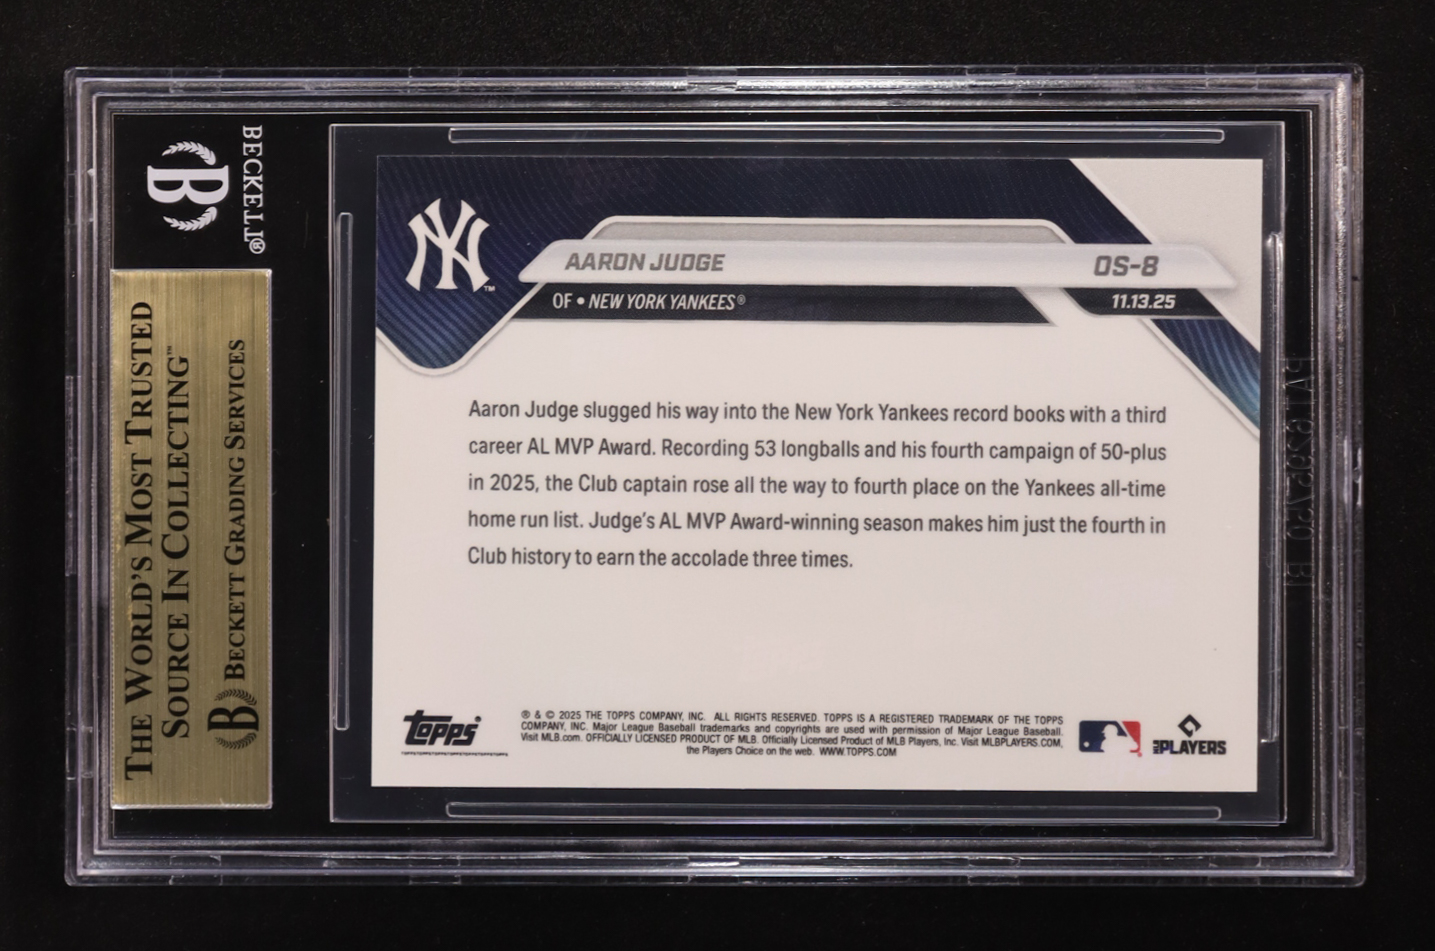 BECKETT®
B
THE WORLD'S MOST TRUSTED
SOURCE IN COLLECTING™
B BECKETT GRADING SERVICES
NY™
AARON JUDGE
OS-8
OF • NEW YORK YANKEES®
11.13.25
Aaron Judge slugged his way into the New York Yankees record books with a third
career AL MVP Award. Recording 53 longballs and his fourth campaign of 50-plus
in 2025, the Club captain rose all the way to fourth place on the Yankees all-time
home run list. Judge's AL MVP Award-winning season makes him just the fourth in
Club history to earn the accolade three times.
topps®
® & © 2025 THE TOPPS COMPANY, INC. ALL RIGHTS RESERVED. TOPPS IS A REGISTERED TRADEMARK OF THE TOPPS
COMPANY, INC. Major League Baseball trademarks and copyrights are used with permission of Major League Baseball.
Visit MLB.com. OFFICIALLY LICENSED PRODUCT OF MLB. Officially Licensed Product of MLB Players, Inc. Visit MLBPLAYERS.COM,
the Players Choice on the web. WWW.TOPPS.COM
MLB PLAYERS